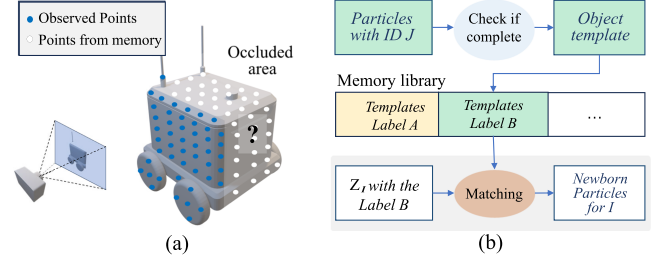 Observed Points
Points from memory
Occluded
area
?
(a)
Particles
with ID J
Check if
complete
Object
template
Memory library
Templates
Label A
Templates
Label B
...
Z_I with the
Label B
Matching
Newborn
Particles
for I
(b)